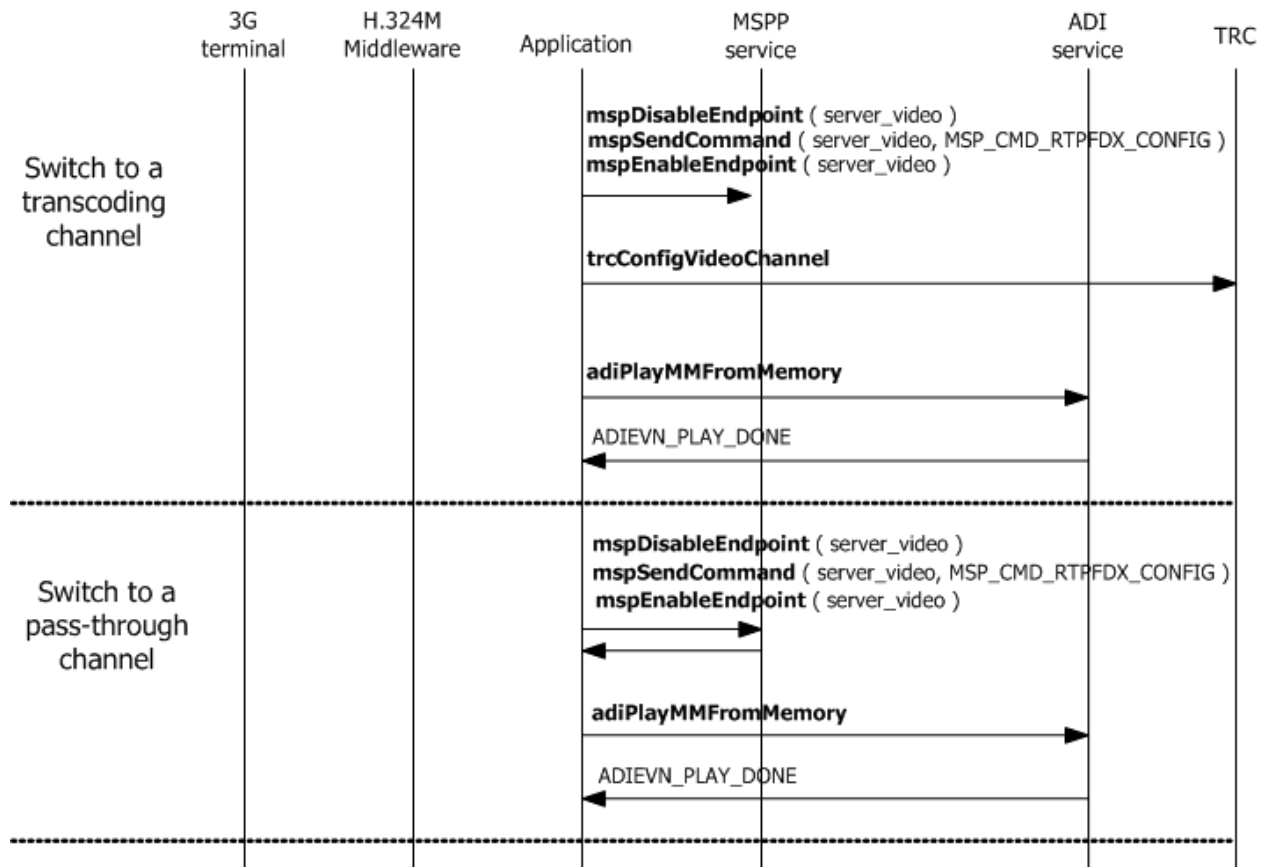 3G terminal
H.324M Middleware
Application
MSPP service
ADI service
TRC
Switch to a
transcoding
channel
mspDisableEndpoint ( server_video )
mspSendCommand ( server_video, MSP_CMD_RTPFDX_CONFIG )
mspEnableEndpoint ( server_video )
trcConfigVideoChannel
adiPlayMMFromMemory
ADIEVN_PLAY_DONE
Switch to a
pass-through
channel
mspDisableEndpoint ( server_video )
mspSendCommand ( server_video, MSP_CMD_RTPFDX_CONFIG )
mspEnableEndpoint ( server_video )
adiPlayMMFromMemory
ADIEVN_PLAY_DONE